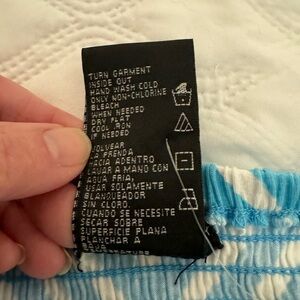 TURN GARMENT
INSIDE OUT
HAND WASH COLD
ONLY NON-CHLORINE
BLEACH
WHEN NEEDED
DRY FLAT
COOL IRON
IF NEEDED
LA PRENDA
HACIA ADENTRO
LAVAR A MANO CON
AGUA FRIA,
USAR SOLAMENTE
BLANQUEADOR
SIN CLORO.
CUANDO SE NECESITE
SECAR SOBRE
SUPERFICIE PLANA
PLANCHAR A